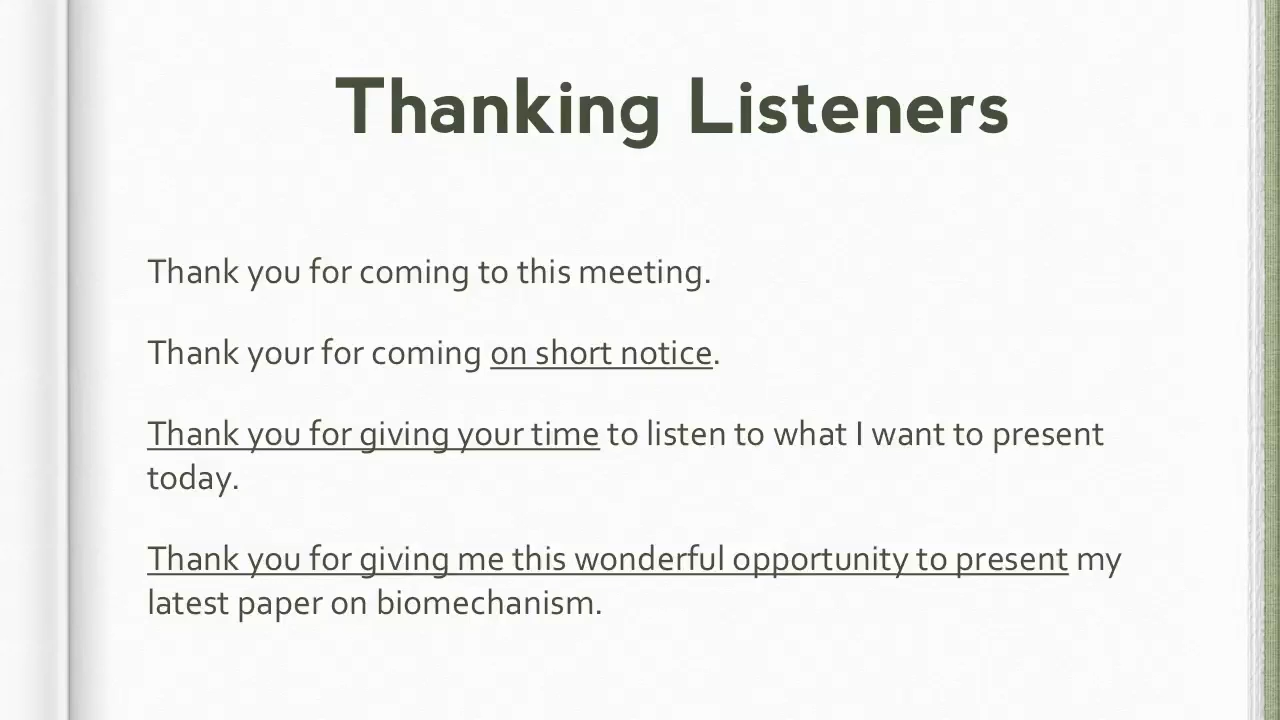 Thanking Listeners
Thank you for coming to this meeting.
Thank your for coming on short notice.
Thank you for giving your time to listen to what I want to present
today.
Thank you for giving me this wonderful opportunity to present my
latest paper on biomechanism.